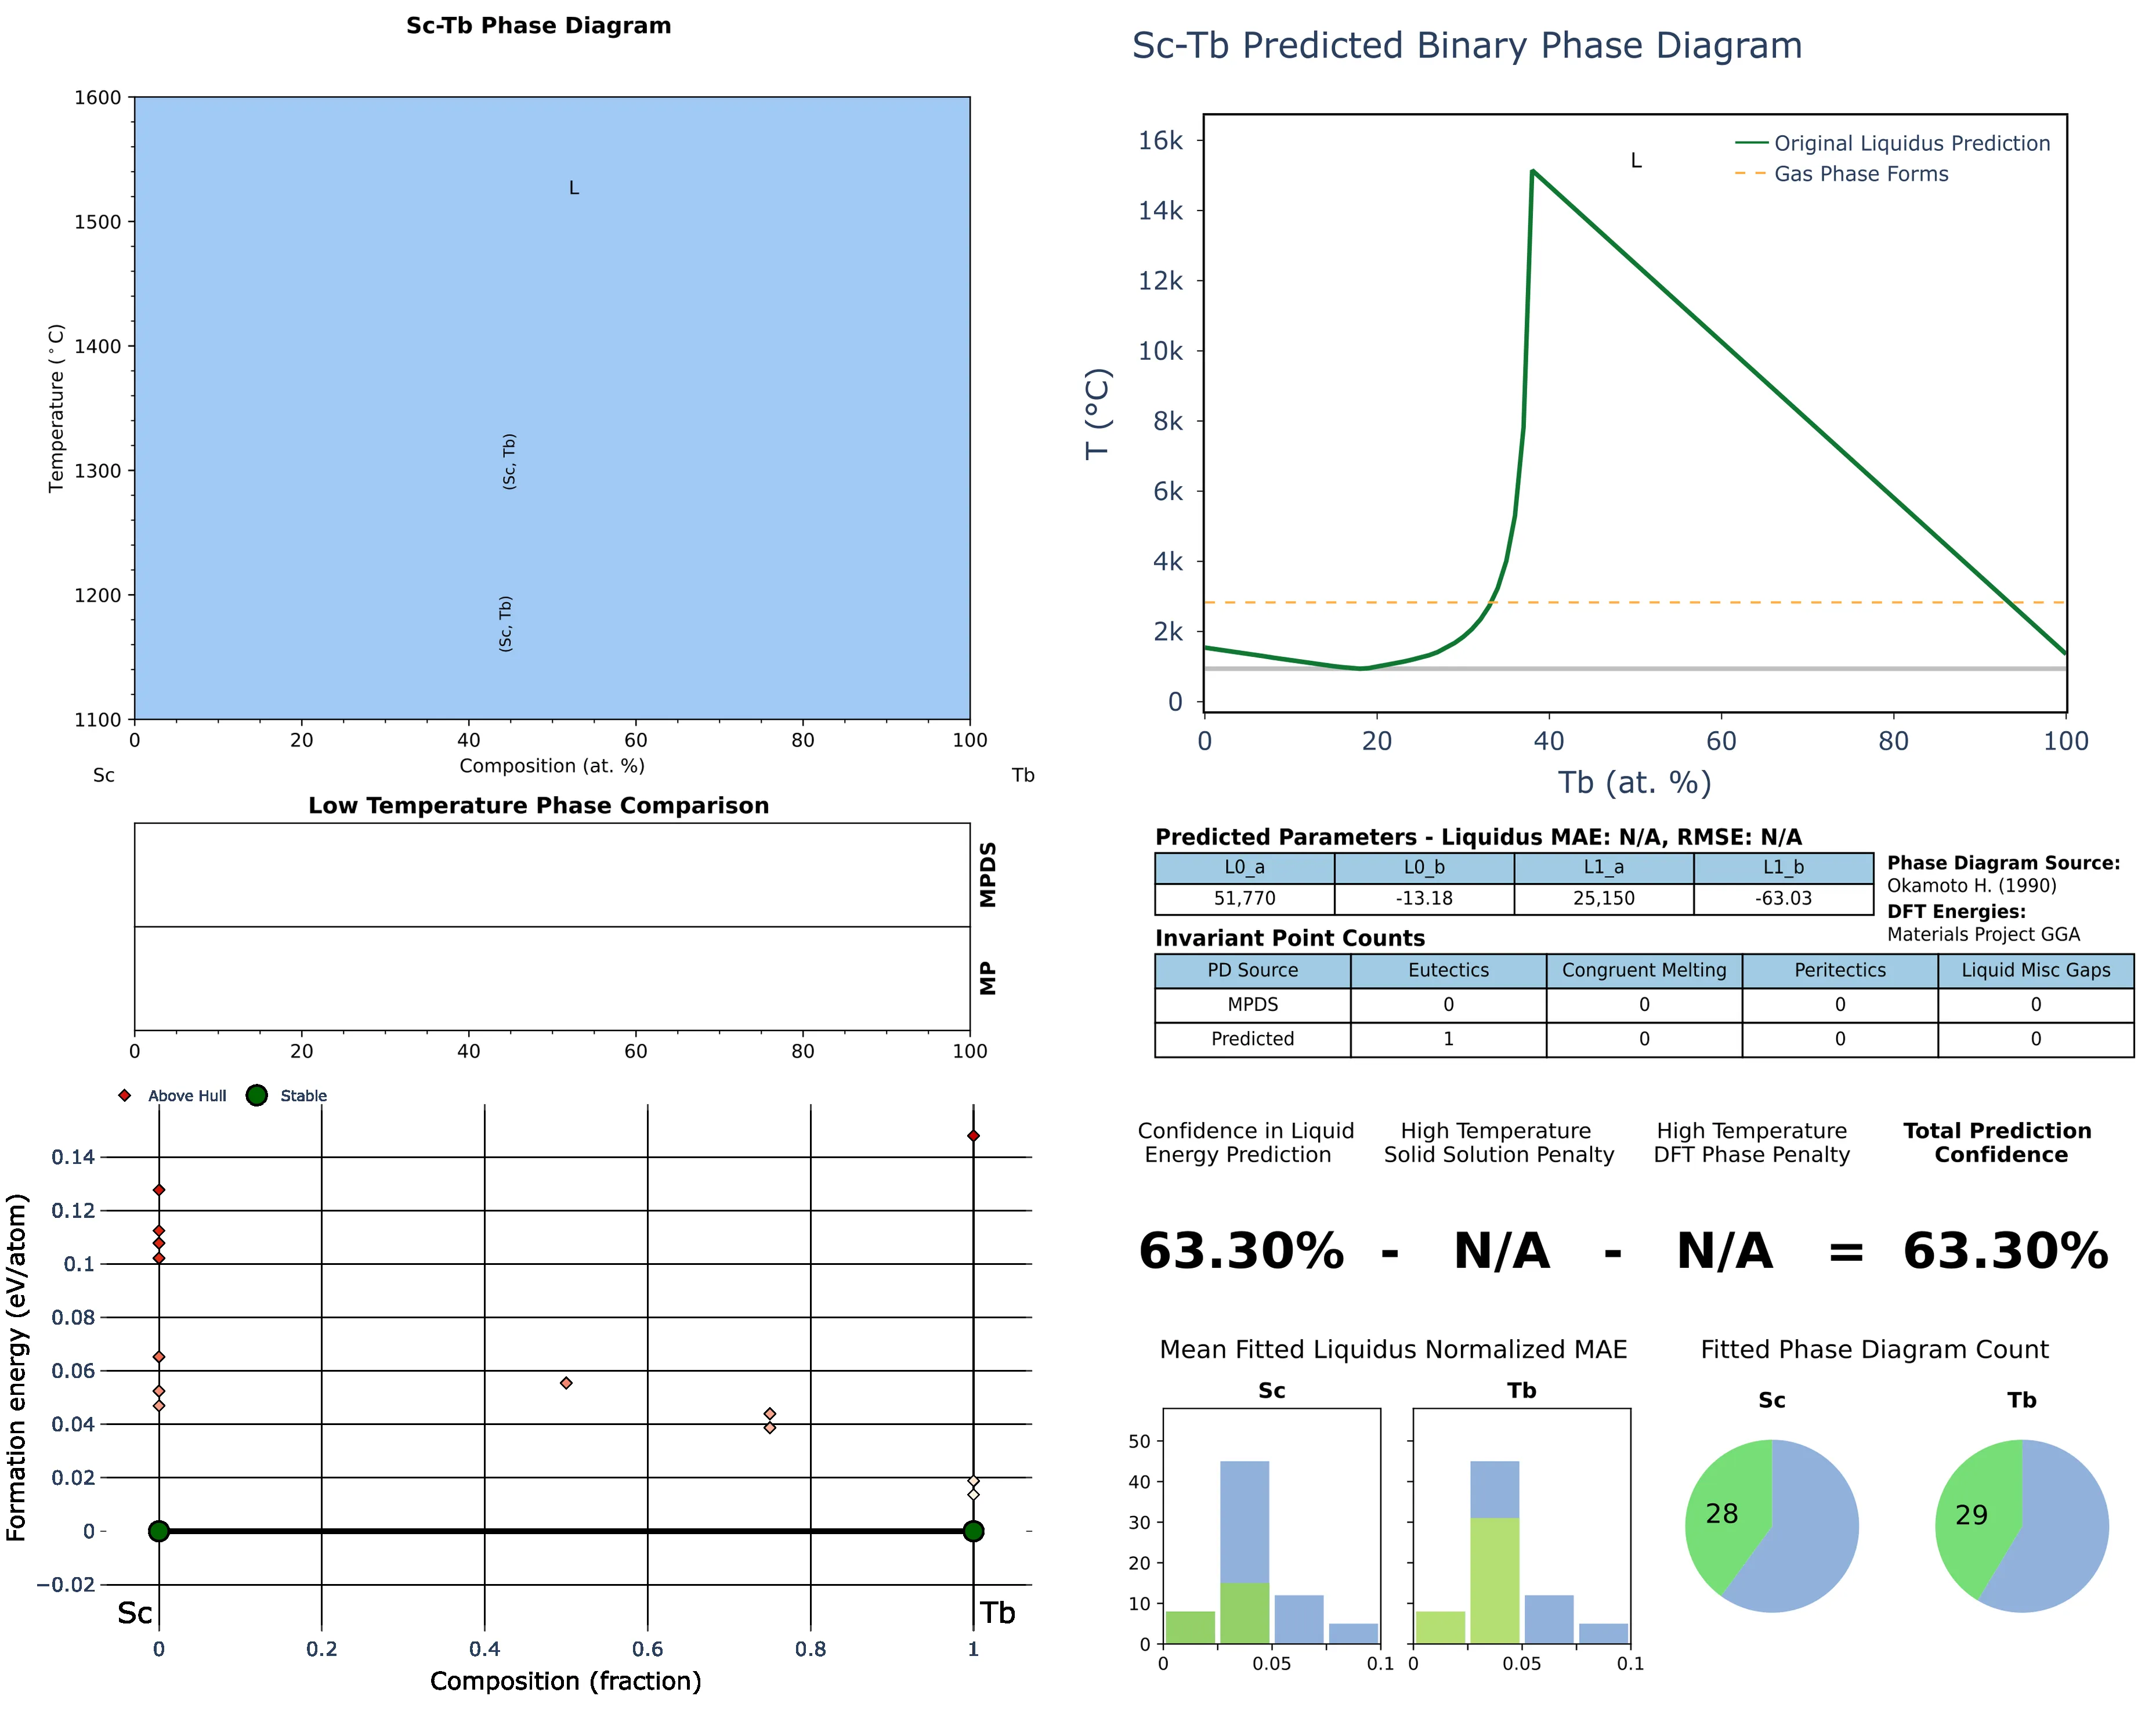 Sc-Tb Phase Diagram
1600
1500
1400
1300
1200
1100
Temperature (°C)
L
(Sc, Tb)
(Sc, Tb)
0 20 40 60 80 100
Sc Composition (at. %) Tb
Low Temperature Phase Comparison
MPDS
MP
0 20 40 60 80 100
Above Hull Stable
0.14
0.12
0.1
0.08
0.06
0.04
0.02
0
−0.02
Formation energy (eV/atom)
Sc Tb
0 0.2 0.4 0.6 0.8 1
Composition (fraction)
Sc-Tb Predicted Binary Phase Diagram
L
Original Liquidus Prediction
Gas Phase Forms
16k
14k
12k
10k
8k
6k
4k
2k
0
T (°C)
0 20 40 60 80 100
Tb (at. %)
Predicted Parameters - Liquidus MAE: N/A, RMSE: N/A
L0_a L0_b L1_a L1_b
51,770 -13.18 25,150 -63.03
Phase Diagram Source:
Okamoto H. (1990)
DFT Energies:
Materials Project GGA
Invariant Point Counts
PD Source Eutectics Congruent Melting Peritectics Liquid Misc Gaps
MPDS 0 0 0 0
Predicted 1 0 0 0
Confidence in Liquid
Energy Prediction
High Temperature
Solid Solution Penalty
High Temperature
DFT Phase Penalty
Total Prediction
Confidence
63.30% - N/A - N/A = 63.30%
Mean Fitted Liquidus Normalized MAE
Sc Tb
50
40
30
20
10
0
0 0.05 0.1 0 0.05 0.1
Fitted Phase Diagram Count
Sc Tb
28 29